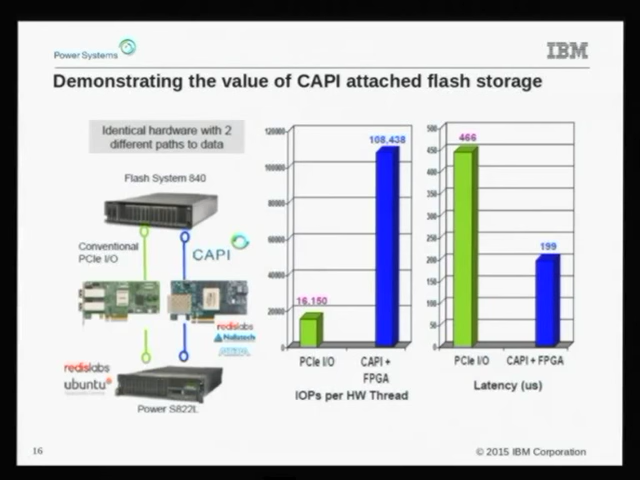 Power Systems
IBM
Demonstrating the value of CAPI attached flash storage
Identical hardware with 2
different paths to data
Flash System 840
Conventional
PCIe I/O
CAPI
redislabs
Nallatech
redislabs
ubuntu
Power S822L
120000
100000
80000
60000
40000
20000
0
16,150
108,438
PCIe I/O
CAPI +
FPGA
IOPs per HW Thread
500
450
400
350
300
250
200
150
100
50
0
466
199
PCIe I/O
CAPI + FPGA
Latency (us)
16
© 2015 IBM Corporation